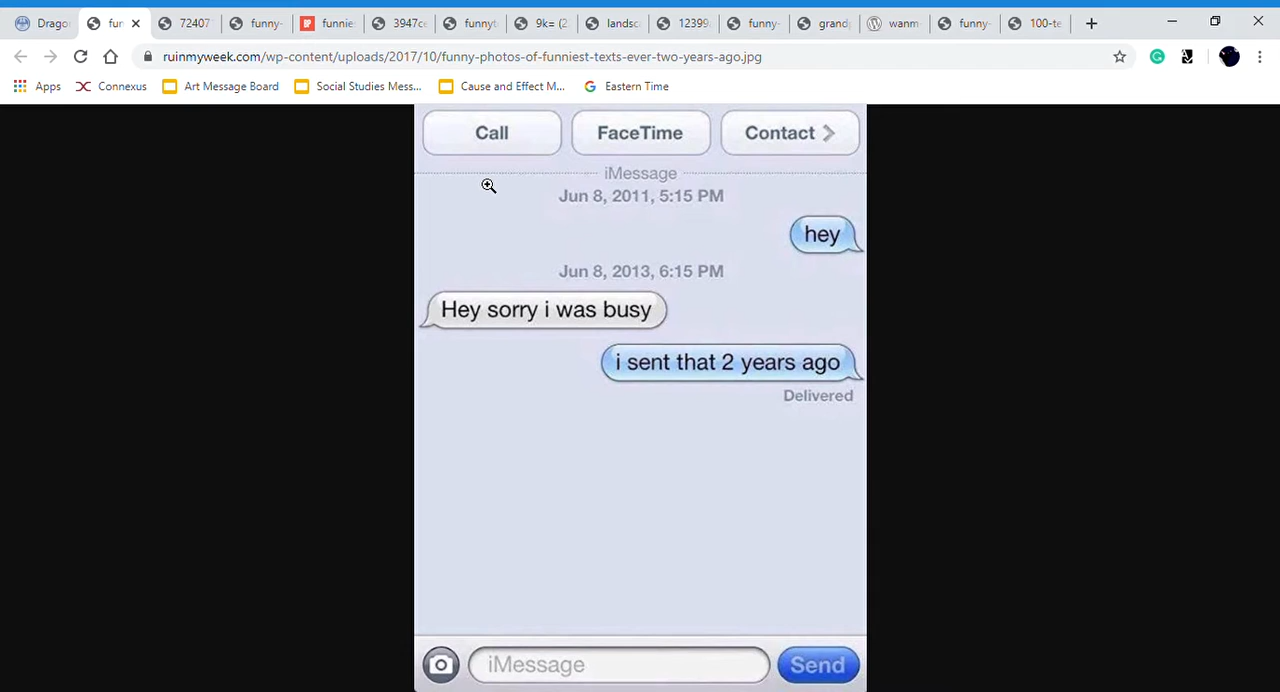 Drago
fur
72407
funny-
funnie
3947ce
funnyt
9k= (2
landsc
12399
funny-
grand
wanm
funny-
100-te
ruinmyweek.com/wp-content/uploads/2017/10/funny-photos-of-funniest-texts-ever-two-years-ago.jpg
Apps Connexus Art Message Board Social Studies Mess... Cause and Effect M... Eastern Time
Call FaceTime Contact
iMessage
Jun 8, 2011, 5:15 PM
hey
Jun 8, 2013, 6:15 PM
Hey sorry i was busy
i sent that 2 years ago
Delivered
iMessage Send